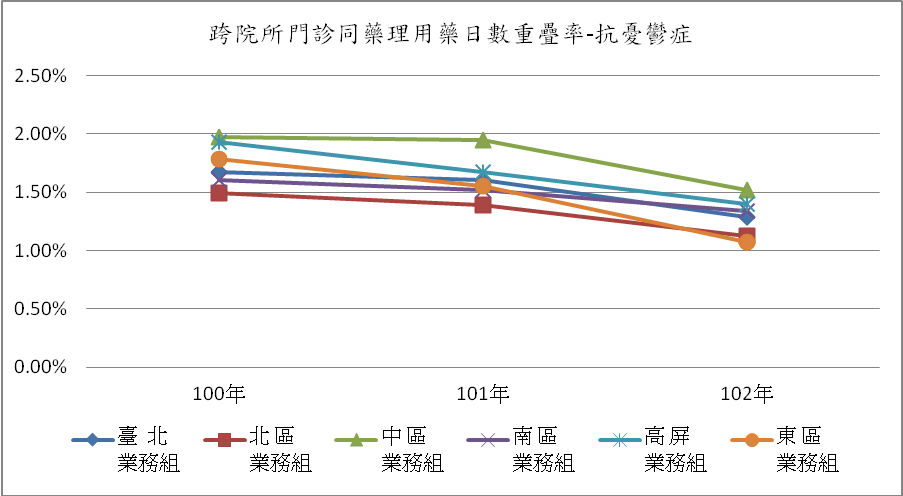 跨院所門診同藥理用藥日數重疊率-抗憂鬱症
2.50%
2.00%
1.50%
1.00%
0.50%
0.00%
100年 101年 102年
臺 北 北區 中區 南區 高屏 東區
業務組 業務組 業務組 業務組 業務組 業務組